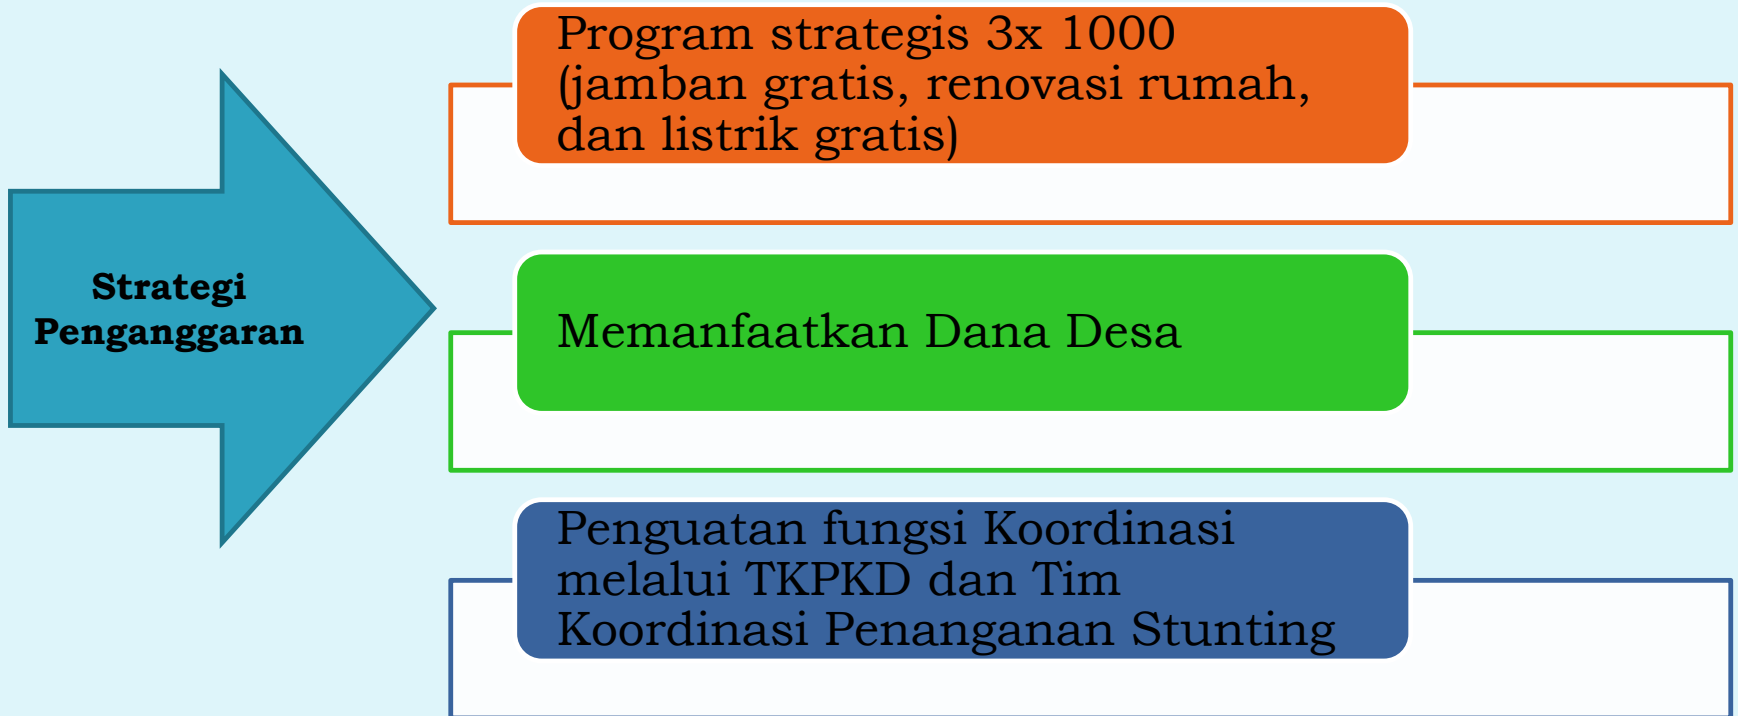 Strategi
Penganggaran
Program strategis 3x 1000
(jamban gratis, renovasi rumah,
dan listrik gratis)
Memanfaatkan Dana Desa
Penguatan fungsi Koordinasi
melalui TKPKD dan Tim
Koordinasi Penanganan Stunting